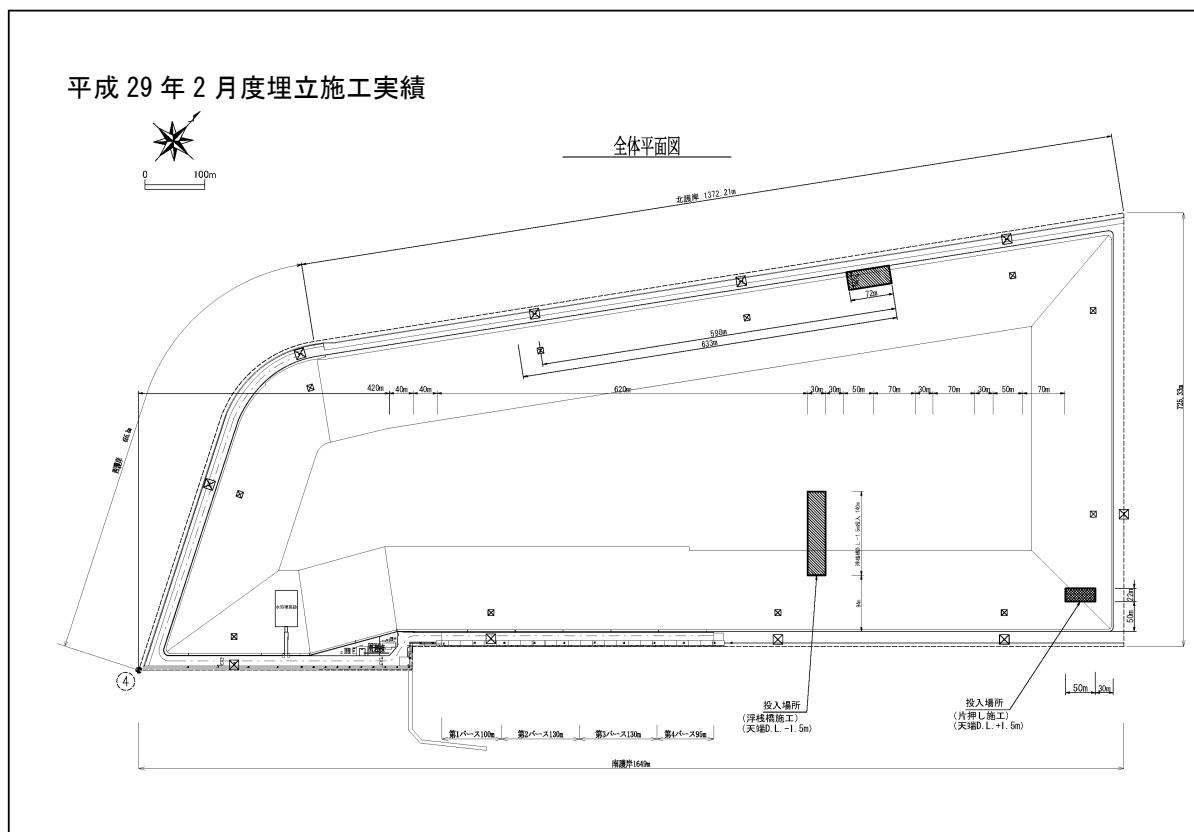 平成 29 年 2 月度埋立施工実績
0 100m
全体平面図
北護岸 1372.21m
72m
598m
633m
420m 40m 40m 620m 30m 30m 50m 70m 30m 70m 30m 50m 70m
725.33m
90m
22m
50m
50m 30m
④
投入場所
(浮桟橋施工)
(天端D.L.-1.5m)
投入場所
(片押し施工)
(天端D.L.+1.5m)
第1バース100m 第2バース130m 第3バース130m 第4バース95m
南護岸1649m